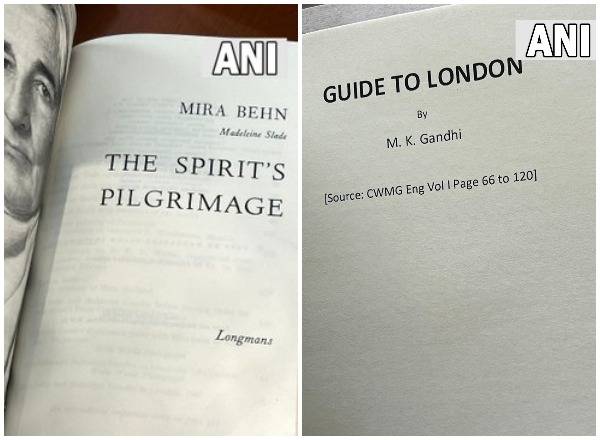 ANI
MIRA BEHN
Madeleine Slade
THE SPIRIT'S
PILGRIMAGE
Longmans
ANI
GUIDE TO LONDON
By
M. K. Gandhi
[Source: CWMG Eng Vol I Page 66 to 120]